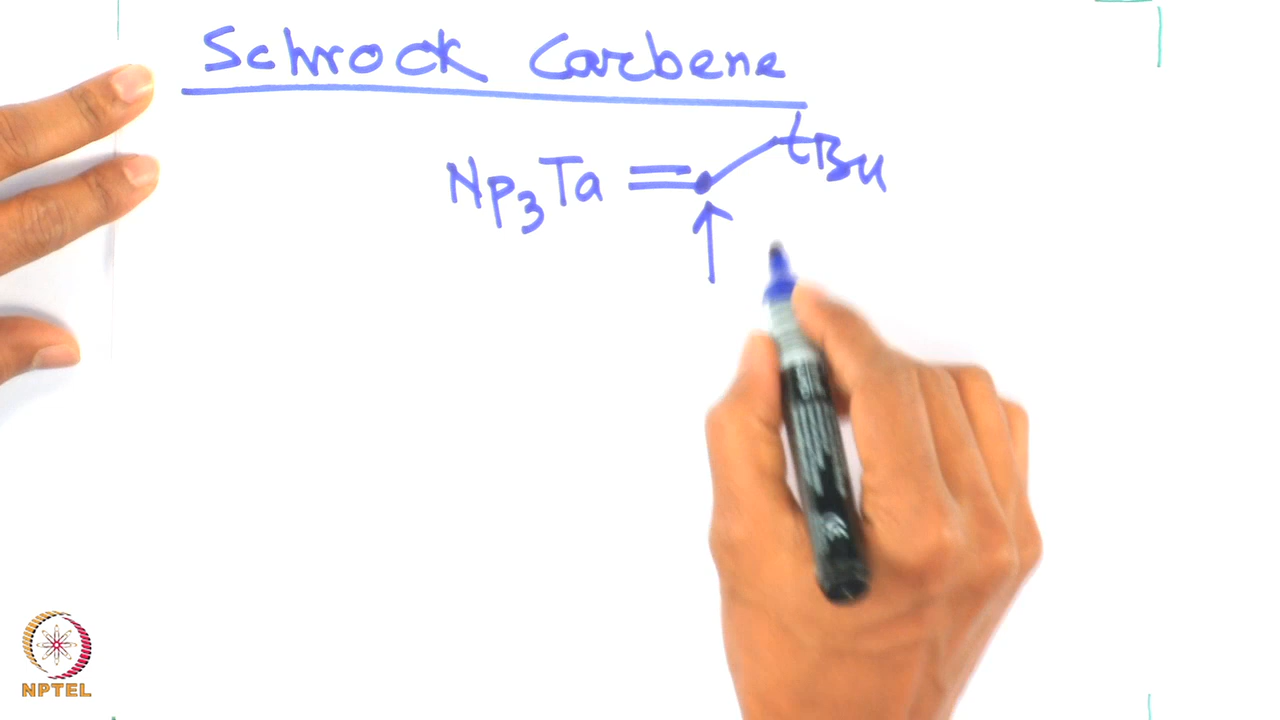 Schrock Carbene
Np3Ta = tBu
NPTEL